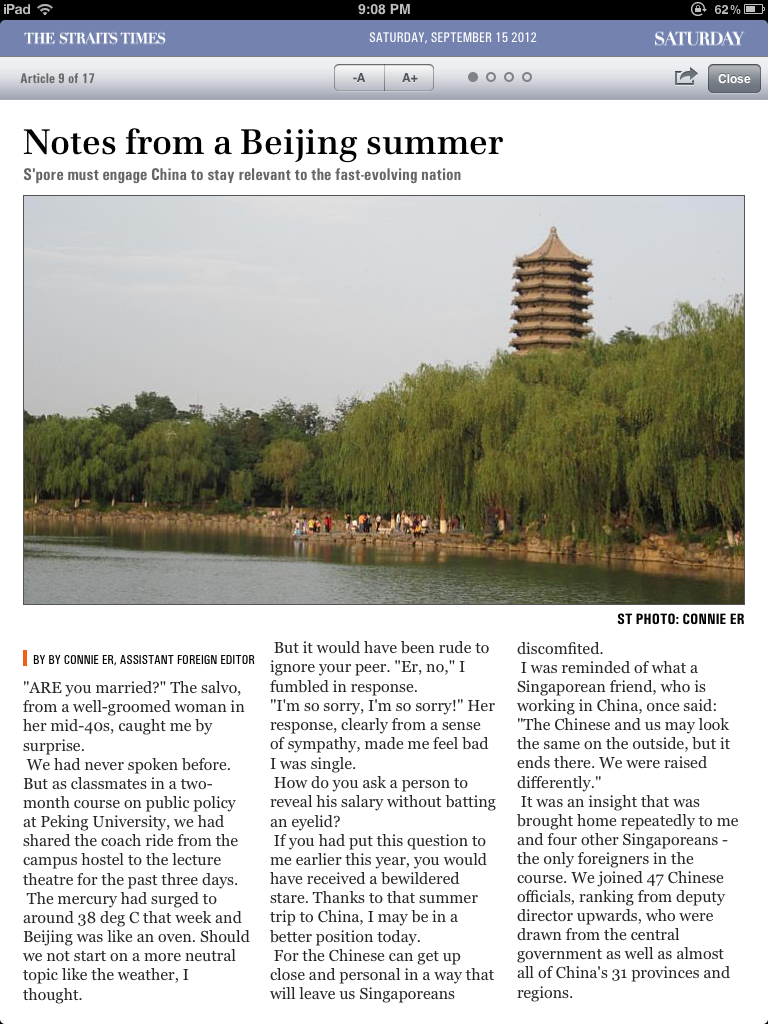 iPad
9:08 PM
62%
THE STRAITS TIMES
SATURDAY, SEPTEMBER 15 2012
SATURDAY
Article 9 of 17
-A
A+
Close
Notes from a Beijing summer
S'pore must engage China to stay relevant to the fast-evolving nation
ST PHOTO: CONNIE ER
BY BY CONNIE ER, ASSISTANT FOREIGN EDITOR
"ARE you married?" The salvo,
from a well-groomed woman in
her mid-40s, caught me by
surprise.
We had never spoken before.
But as classmates in a two-
month course on public policy
at Peking University, we had
shared the coach ride from the
campus hostel to the lecture
theatre for the past three days.
The mercury had surged to
around 38 deg C that week and
Beijing was like an oven. Should
we not start on a more neutral
topic like the weather, I
thought.
But it would have been rude to
ignore your peer. "Er, no," I
fumbled in response.
"I'm so sorry, I'm so sorry!" Her
response, clearly from a sense
of sympathy, made me feel bad
I was single.
How do you ask a person to
reveal his salary without batting
an eyelid?
If you had put this question to
me earlier this year, you would
have received a bewildered
stare. Thanks to that summer
trip to China, I may be in a
better position today.
For the Chinese can get up
close and personal in a way that
will leave us Singaporeans
discomfited.
I was reminded of what a
Singaporean friend, who is
working in China, once said:
"The Chinese and us may look
the same on the outside, but it
ends there. We were raised
differently."
It was an insight that was
brought home repeatedly to me
and four other Singaporeans -
the only foreigners in the
course. We joined 47 Chinese
officials, ranking from deputy
director upwards, who were
drawn from the central
government as well as almost
all of China's 31 provinces and
regions.